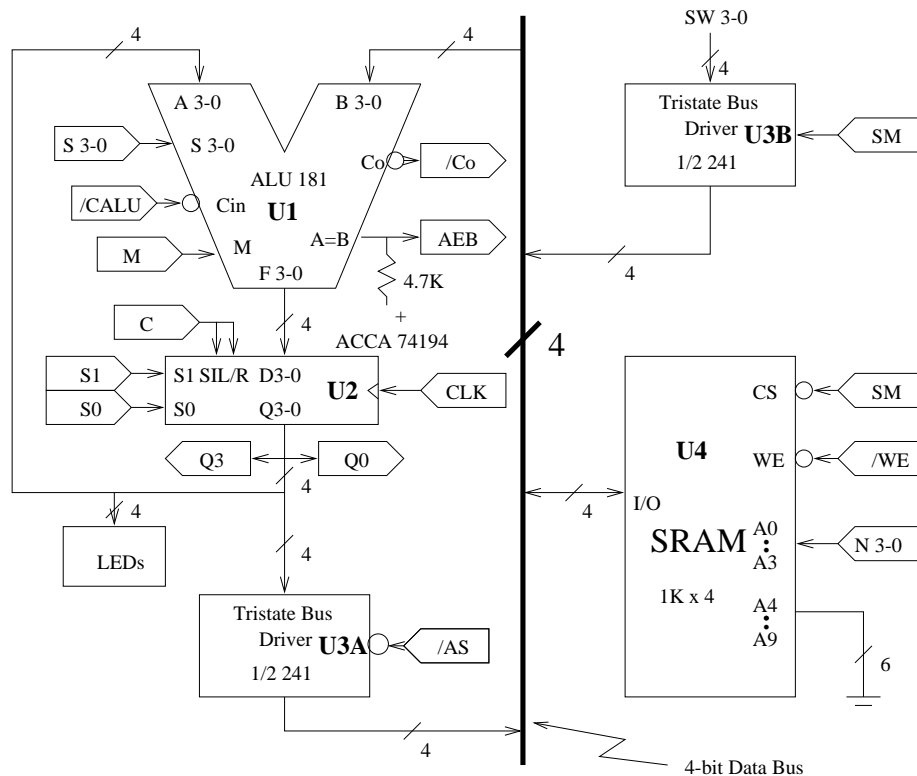 4
4
SW 3-0
4
A 3-0
B 3-0
Tristate Bus
Driver
U3B
1/2 241
SM
S 3-0
S 3-0
Co
/Co
ALU 181
/CALU
Cin
U1
A=B
AEB
M
M
F 3-0
4.7K
4
+
4
C
ACCA 74194
4
S1
S1 SIL/R D3-0
U2
CLK
S0
S0
Q3-0
CS
SM
U4
WE
/WE
Q3
Q0
4
4
4
I/O
A0
A3
N 3-0
SRAM
LEDs
4
1K x 4
A4
A9
Tristate Bus
Driver
U3A
1/2 241
/AS
6
4
4-bit Data Bus